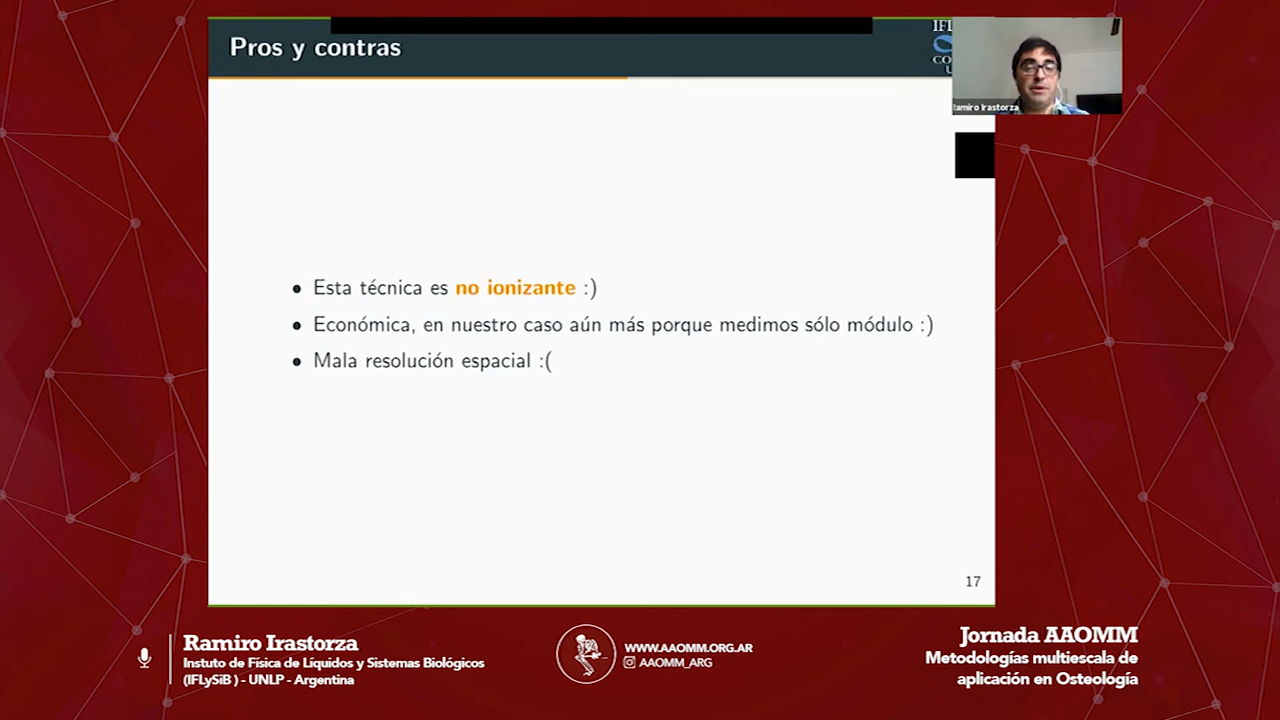 Pros y contras
Ramiro Irastorza
• Esta técnica es no ionizante :)
• Económica, en nuestro caso aún más porque medimos sólo módulo :)
• Mala resolución espacial :(
17
Ramiro Irastorza
Instuto de Física de Líquidos y Sistemas Biológicos
(IFLySiB ) - UNLP - Argentina
WWW.AAOMM.ORG.AR
AAOMM_ARG
Jornada AAOMM
Metodologías multiescala de
aplicación en Osteología